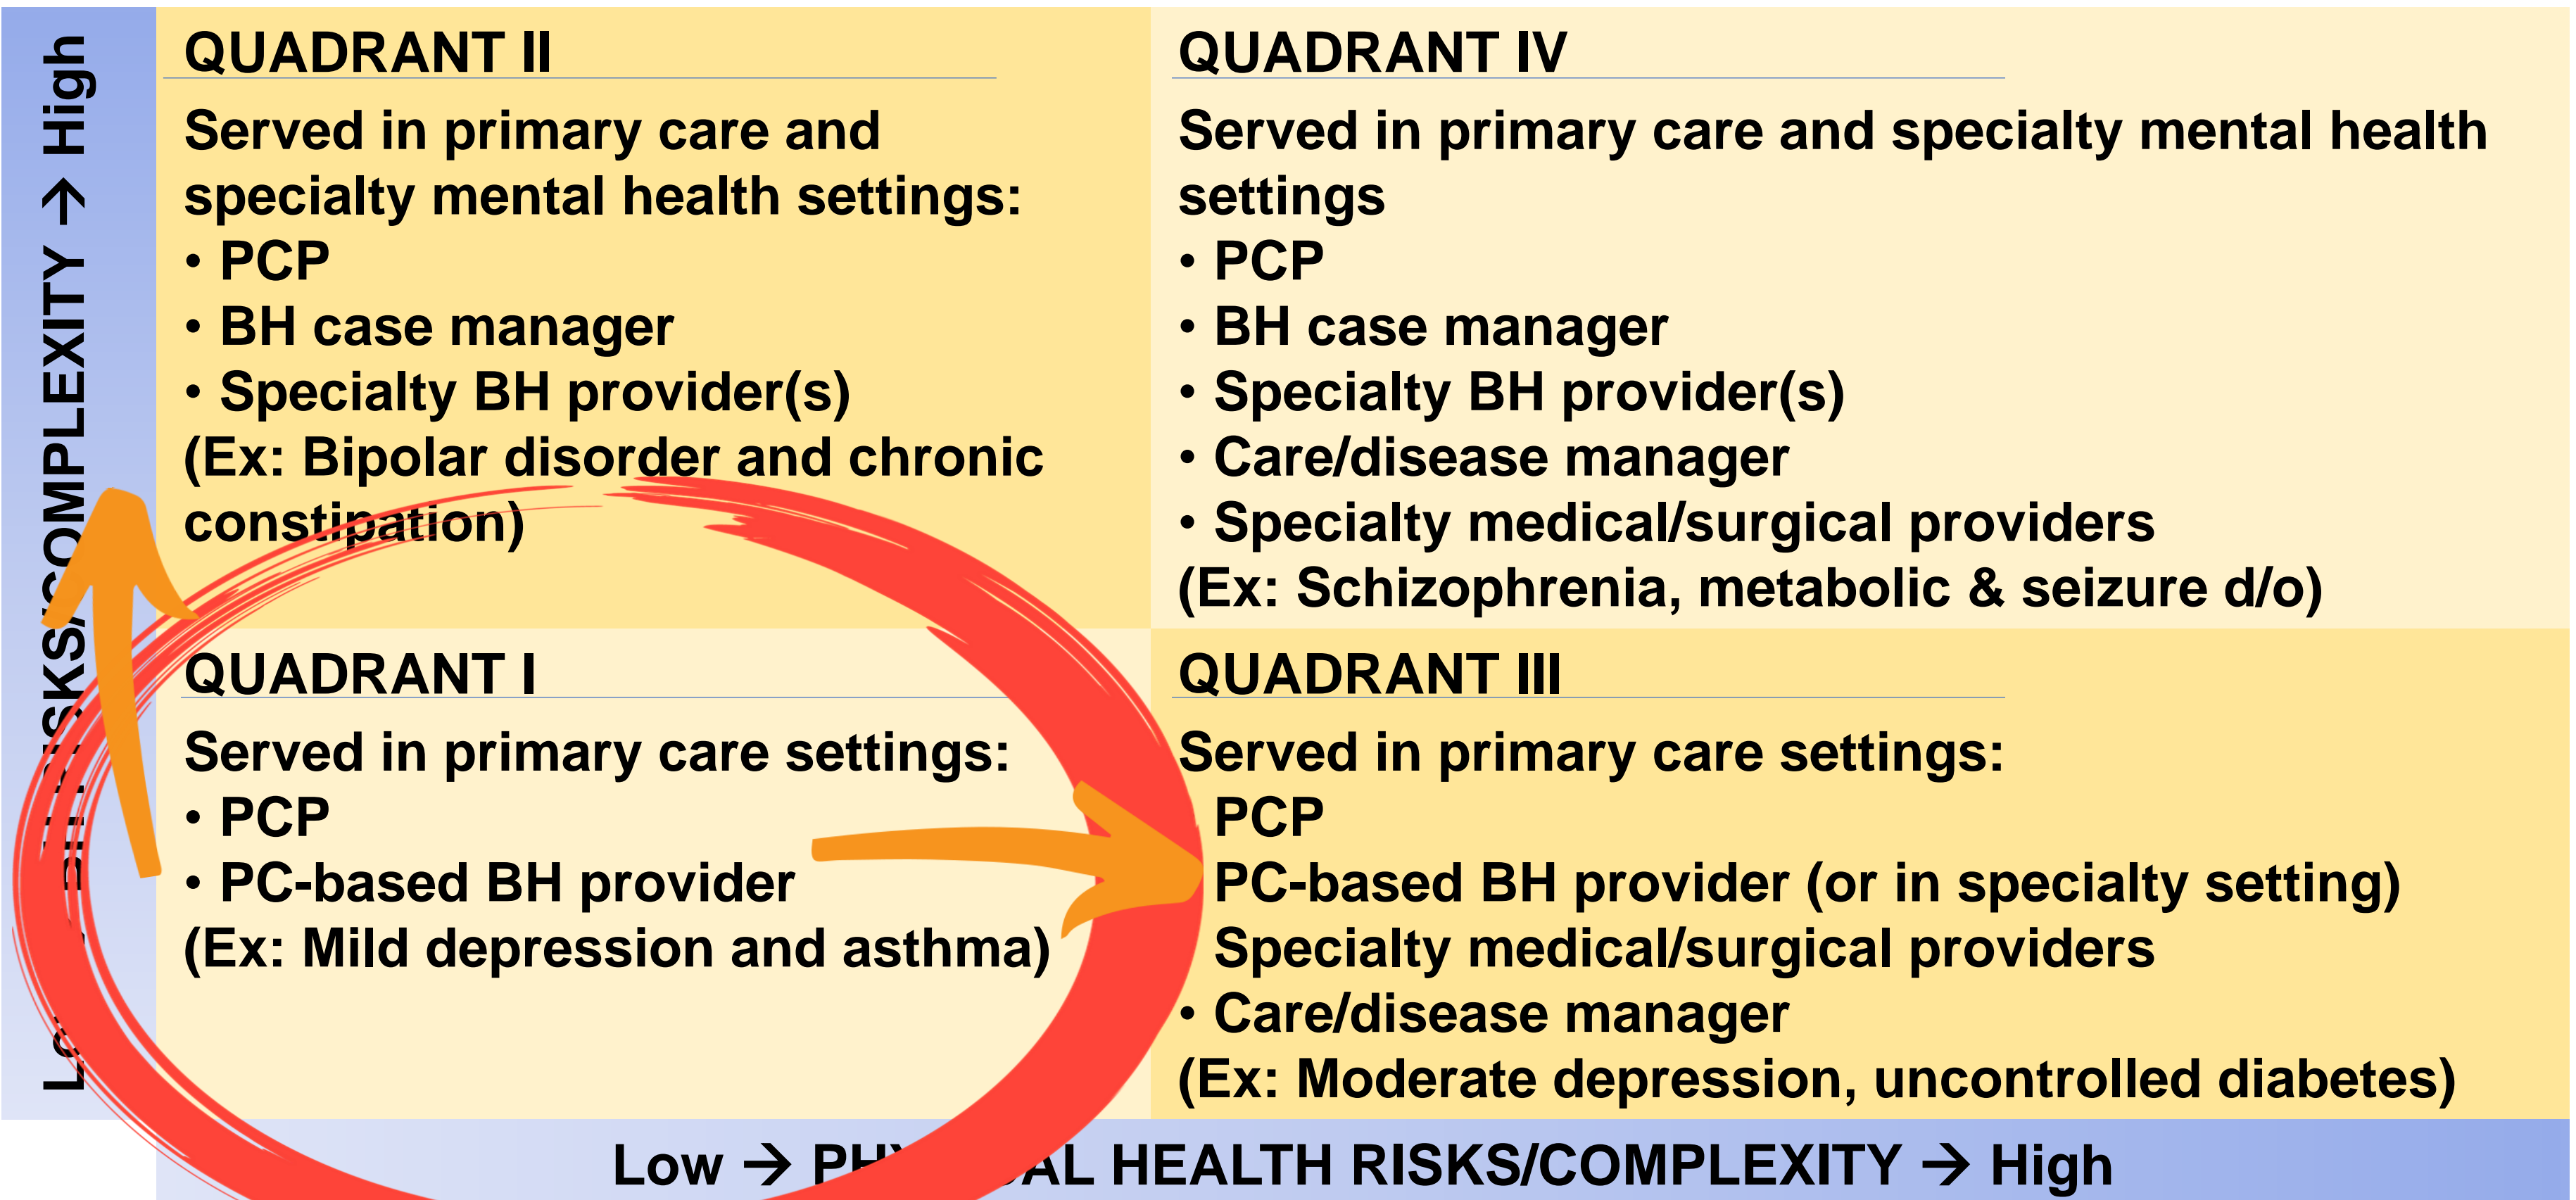 QUADRANT II
Served in primary care and
specialty mental health settings:
• PCP
• BH case manager
• Specialty BH provider(s)
(Ex: Bipolar disorder and chronic
constipation)
QUADRANT IV
Served in primary care and specialty mental health
settings
• PCP
• BH case manager
• Specialty BH provider(s)
• Care/disease manager
• Specialty medical/surgical providers
(Ex: Schizophrenia, metabolic & seizure d/o)
QUADRANT I
Served in primary care settings:
• PCP
• PC-based BH provider
(Ex: Mild depression and asthma)
QUADRANT III
Served in primary care settings:
PCP
PC-based BH provider (or in specialty setting)
Specialty medical/surgical providers
• Care/disease manager
(Ex: Moderate depression, uncontrolled diabetes)
RISKS/COMPLEXITY → High
Low → PHYSICAL HEALTH RISKS/COMPLEXITY → High